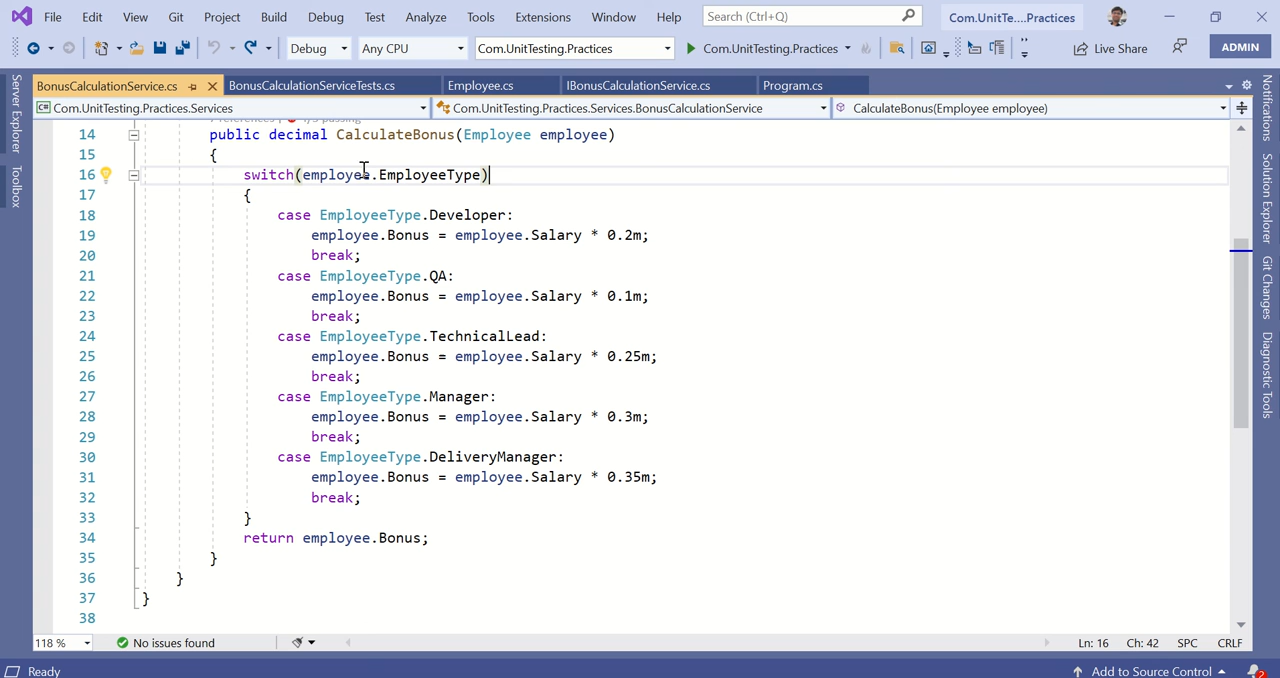 File Edit View Git Project Build Debug Test Analyze Tools Extensions Window Help Search (Ctrl+Q) Com.UnitTe....Practices
Debug Any CPU Com.UnitTesting.Practices Com.UnitTesting.Practices Live Share ADMIN
BonusCalculationService.cs BonusCalculationServiceTests.cs Employee.cs IBonusCalculationService.cs Program.cs
Com.UnitTesting.Practices.Services Com.UnitTesting.Practices.Services.BonusCalculationService CalculateBonus(Employee employee)
14 public decimal CalculateBonus(Employee employee)
15 {
16 switch(employee.EmployeeType)
17 {
18 case EmployeeType.Developer:
19 employee.Bonus = employee.Salary * 0.2m;
20 break;
21 case EmployeeType.QA:
22 employee.Bonus = employee.Salary * 0.1m;
23 break;
24 case EmployeeType.TechnicalLead:
25 employee.Bonus = employee.Salary * 0.25m;
26 break;
27 case EmployeeType.Manager:
28 employee.Bonus = employee.Salary * 0.3m;
29 break;
30 case EmployeeType.DeliveryManager:
31 employee.Bonus = employee.Salary * 0.35m;
32 break;
33 }
34 return employee.Bonus;
35 }
36 }
37 }
38
118 % No issues found Ln: 16 Ch: 42 SPC CRLF
Ready Add to Source Control 2
Server Explorer
Toolbox
Notifications
Solution Explorer
Git Changes
Diagnostic Tools